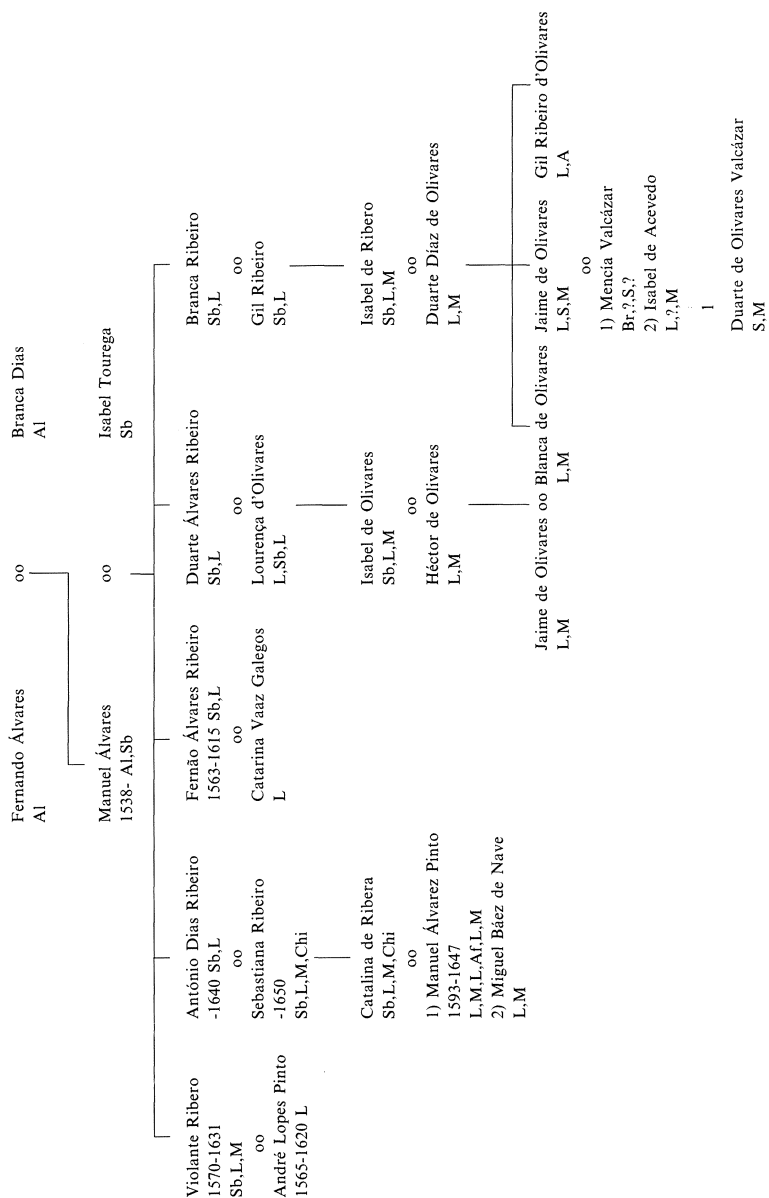 Fernando Álvares
Al
oo
Branca Dias
Al
Manuel Álvares
1538- Al,Sb
oo
Isabel Tourega
Sb
Violante Ribero
1570-1631
Sb,L,M
oo
André Lopes Pinto
1565-1620 L
António Dias Ribeiro
-1640 Sb,L
oo
Sebastiana Ribeiro
-1650
Sb,L,M,Chi
Catalina de Ribera
Sb,L,M,Chi
oo
1) Manuel Álvarez Pinto
1593-1647
L,M,L,Af,L,M
2) Miguel Báez de Nave
L,M
Fernão Álvares Ribeiro
1563-1615 Sb,L
oo
Catarina Vaaz Galegos
L
Duarte Álvares Ribeiro
Sb,L
oo
Lourença d'Olivares
L,Sb,L
Isabel de Olivares
Sb,L,M
oo
Héctor de Olivares
L,M
Branca Ribeiro
Sb,L
oo
Gil Ribeiro
Sb,L
Isabel de Ribero
Sb,L,M
oo
Duarte Díaz de Olivares
L,M
Jaime de Olivares oo Blanca de Olivares
L,M
L,M
Jaime de Olivares
L,S,M
oo
1) Mencía Valcázar
Br,?,S,?
2) Isabel de Acevedo
L,?,M
1
Duarte de Olivares Valcázar
S,M
Gil Ribeiro d'Olivares
L,A